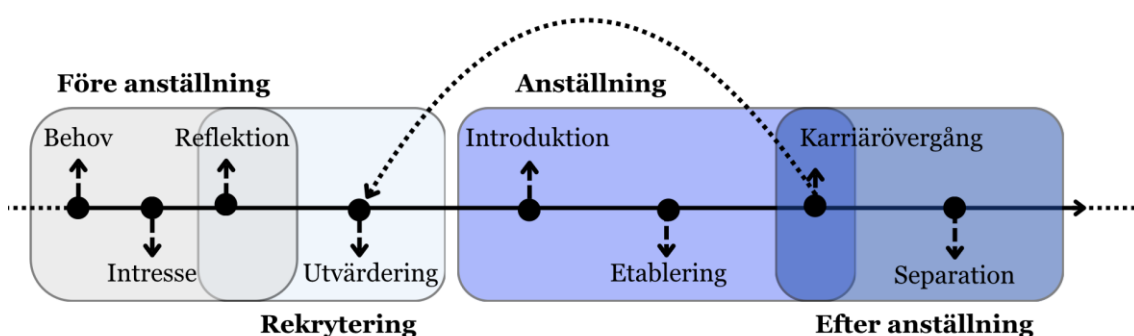 Före anställning
Anställning
Behov
Reflektion
Introduktion
Karriärövergång
Intresse
Utvärdering
Etablering
Separation
Rekrytering
Efter anställning